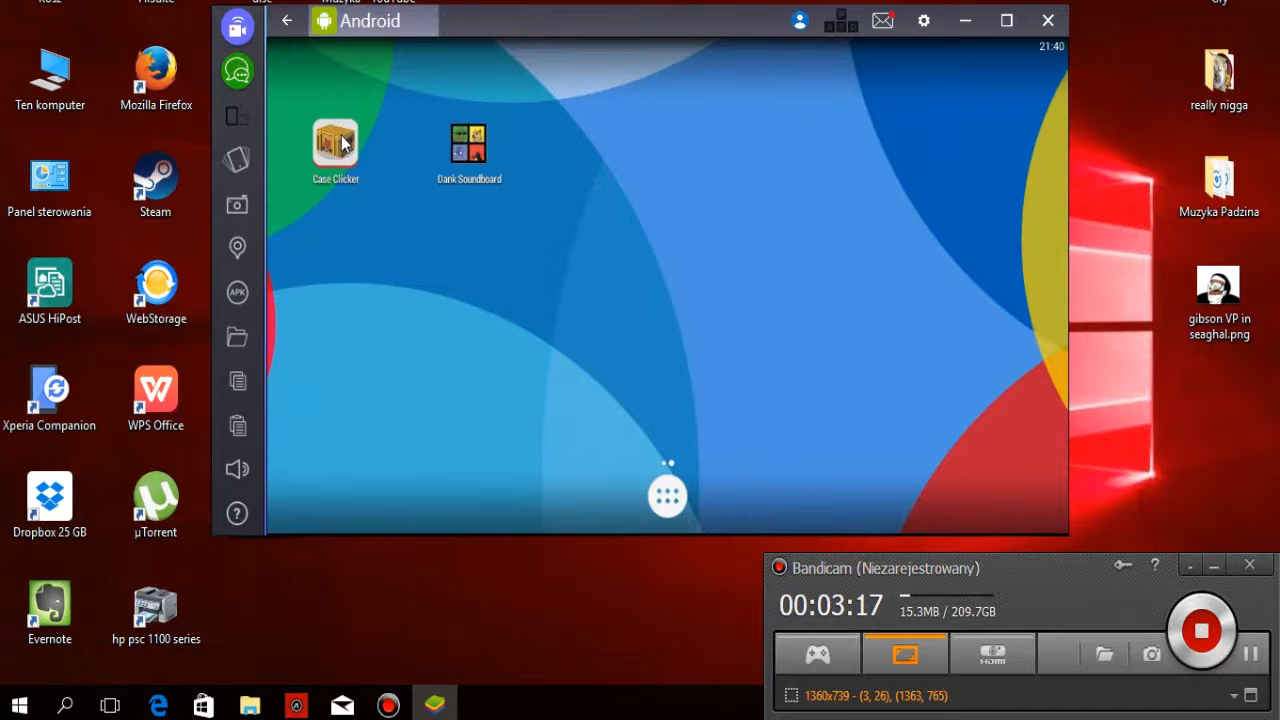 Android
21:40
Case Clicker
Dank Soundboard
APK
Ten komputer
Mozilla Firefox
Panel sterowania
Steam
ASUS HiPost
WebStorage
Xperia Companion
WPS Office
Dropbox 25 GB
µTorrent
Evernote
hp psc 1100 series
really nigga
Muzyka Padzina
gibson VP in
seaghal.png
Bandicam (Niezarejestrowany)
00:03:17
15.3MB / 209.7GB
HDMI
1360x739 - (3, 26), (1363, 765)